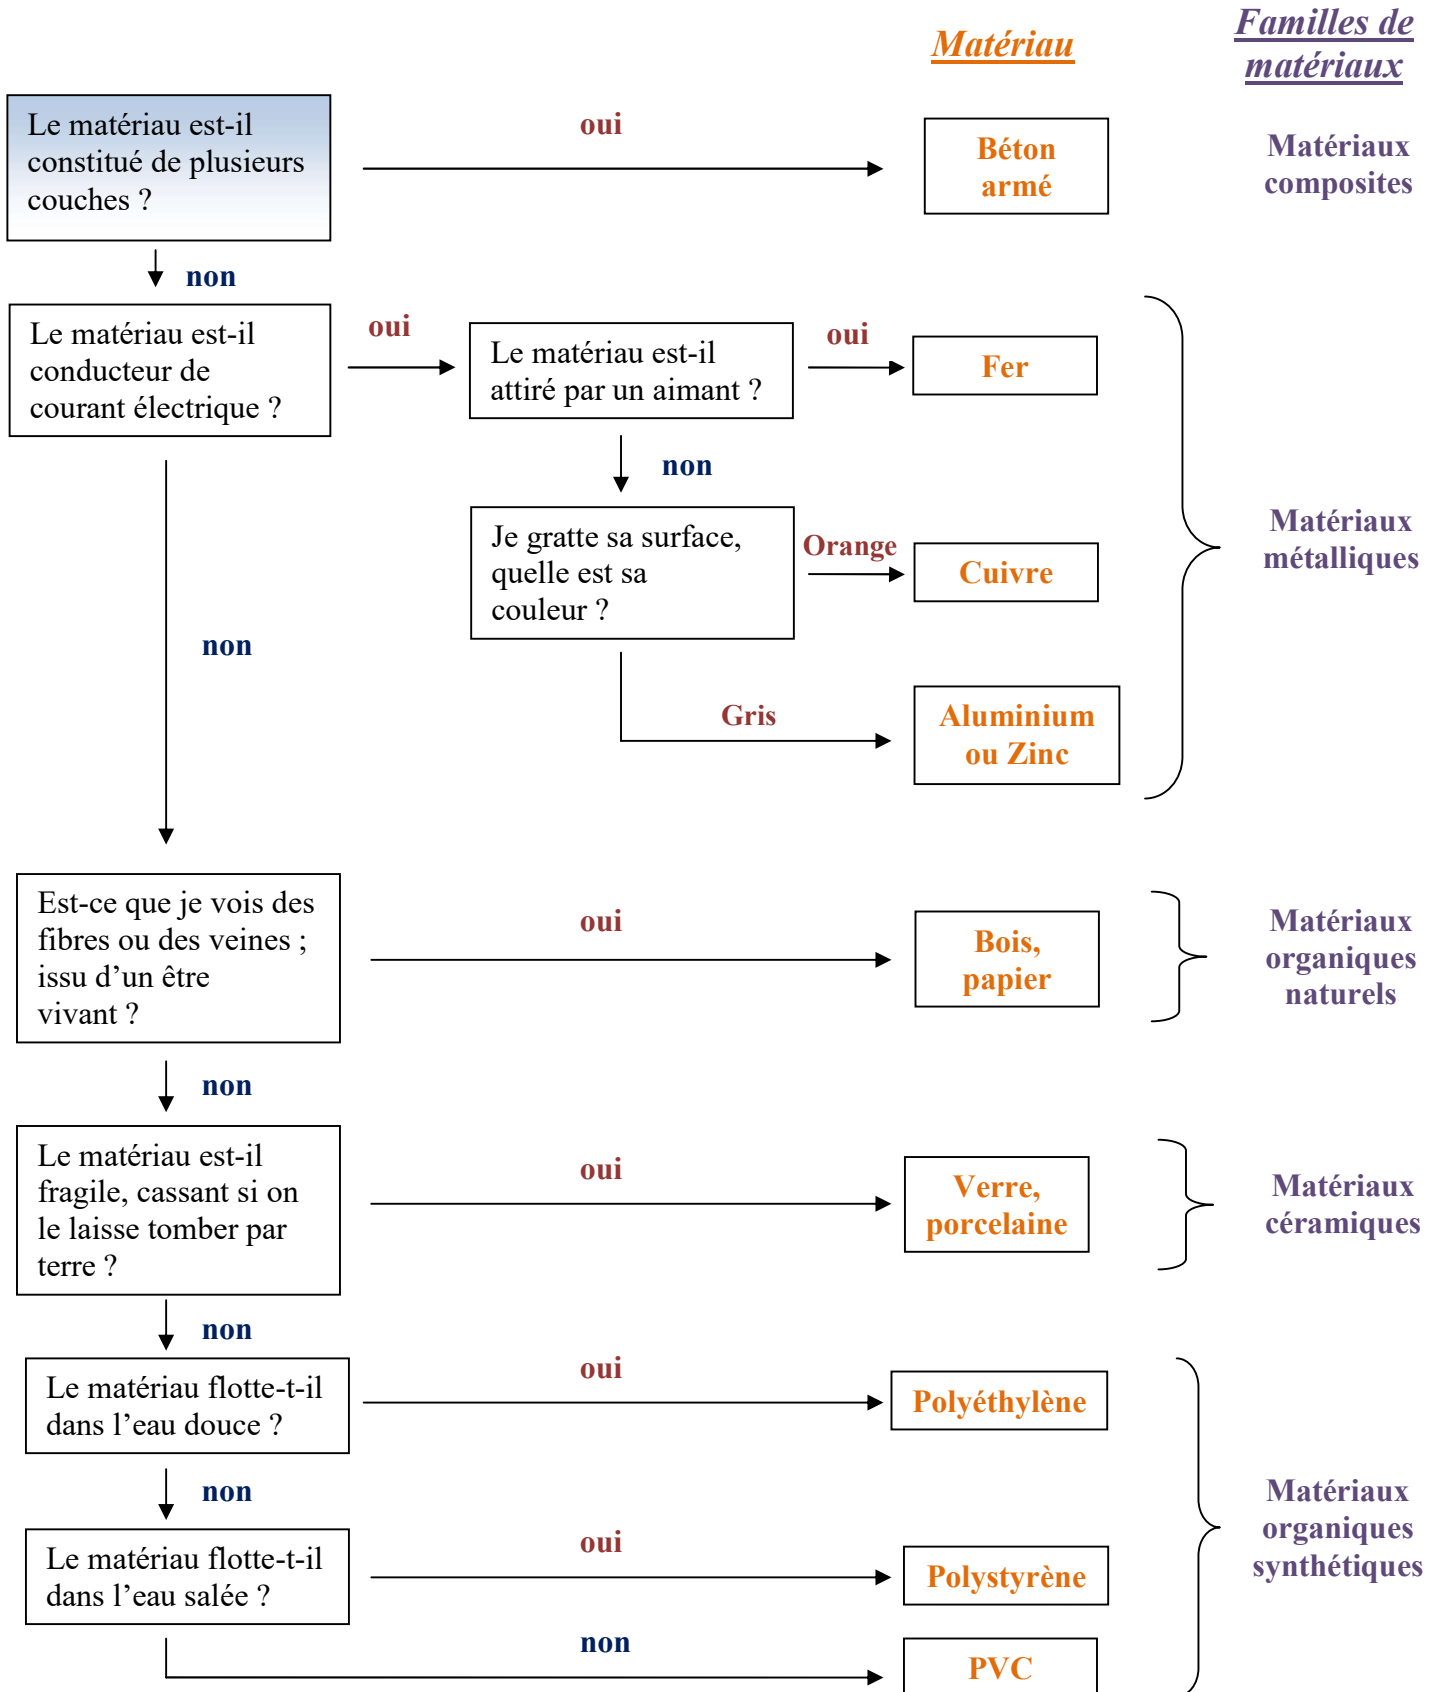 Matériau
Familles de
matériaux
Le matériau est-il
constitué de plusieurs
couches ?
oui
Béton
armé
Matériaux
composites
non
Le matériau est-il
conducteur de
courant électrique ?
oui
Le matériau est-il
attiré par un aimant ?
oui
Fer
non
Je gratte sa surface,
quelle est sa
couleur ?
Orange
Cuivre
Matériaux
métalliques
non
Gris
Aluminium
ou Zinc
Est-ce que je vois des
fibres ou des veines ;
issu d’un être
vivant ?
oui
Bois,
papier
Matériaux
organiques
naturels
non
Le matériau est-il
fragile, cassant si on
le laisse tomber par
terre ?
oui
Verre,
porcelaine
Matériaux
céramiques
non
Le matériau flotte-t-il
dans l’eau douce ?
oui
Polyéthylène
non
Le matériau flotte-t-il
dans l’eau salée ?
oui
Polystyrène
Matériaux
organiques
synthétiques
non
PVC